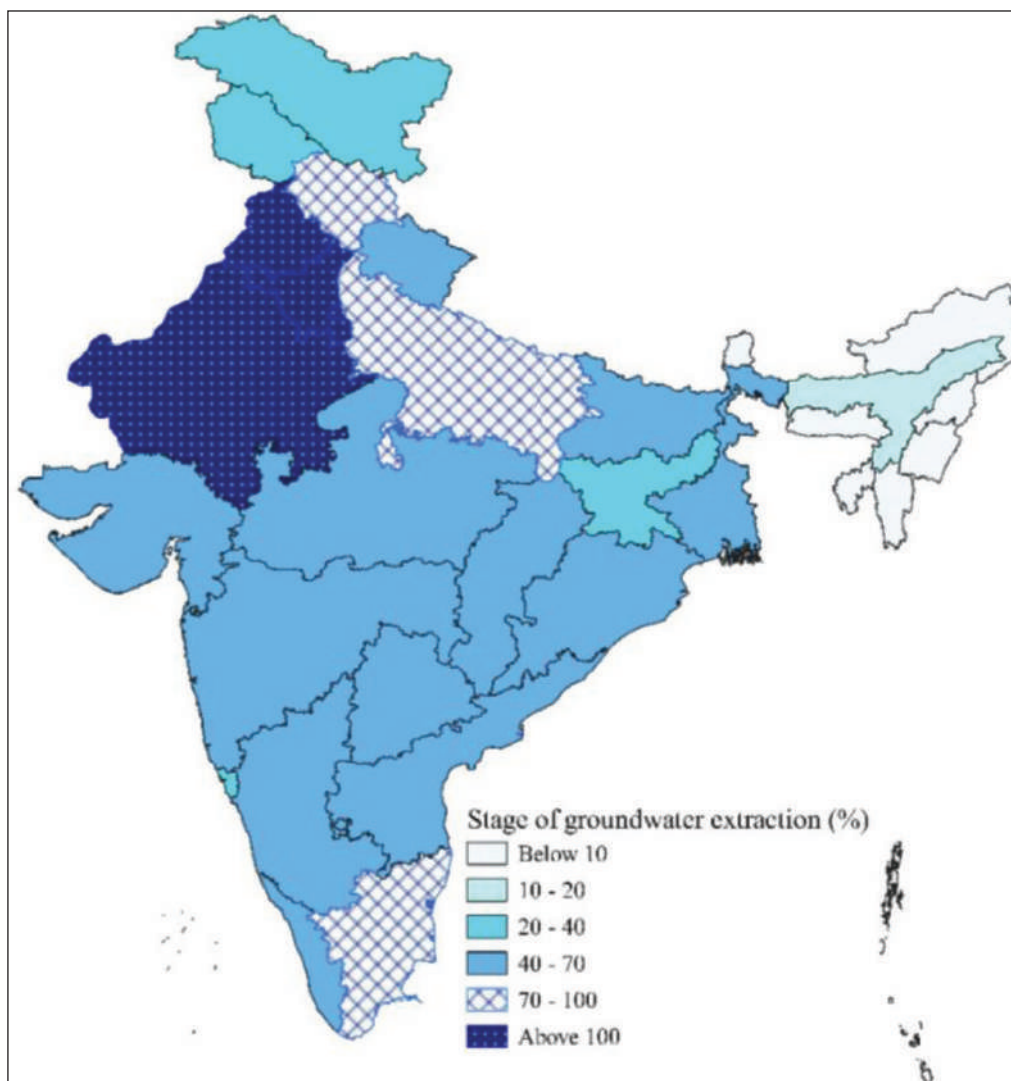 Stage of groundwater extraction (%)
Below 10
10 - 20
20 - 40
40 - 70
70 - 100
Above 100